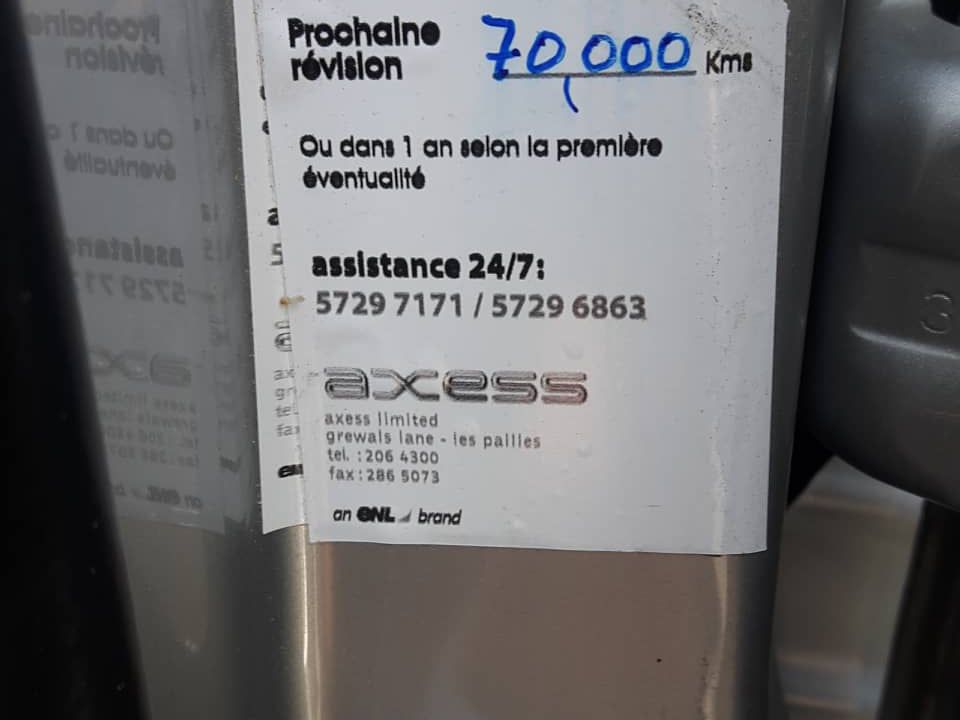 Prochaine révision 70,000 Kms
Ou dans 1 an selon la première
éventualité
assistance 24/7:
5729 7171 / 5729 6863
axess
axess limited
grewals lane - les pailles
tel. : 206 4300
fax : 286 5073
an ENL brand
3